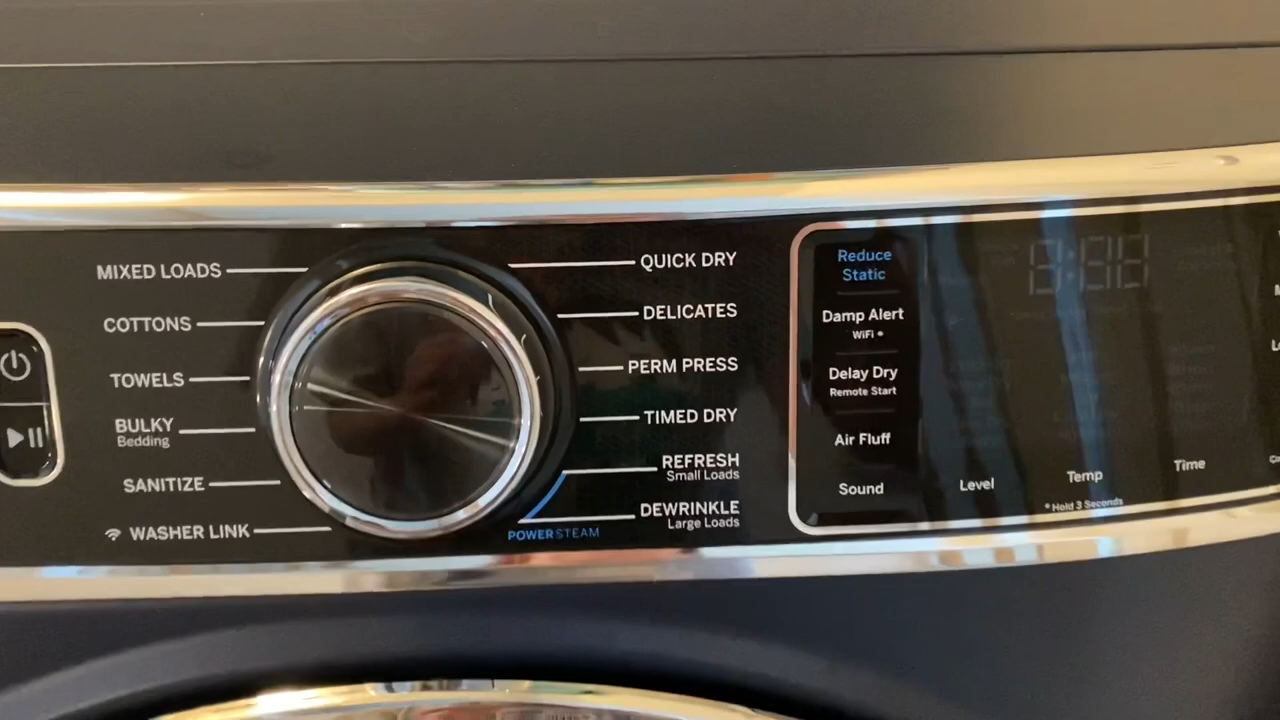 MIXED LOADS
COTTONS
TOWELS
BULKY
Bedding
SANITIZE
WASHER LINK
QUICK DRY
DELICATES
PERM PRESS
TIMED DRY
REFRESH
Small Loads
DEWRINKLE
Large Loads
POWERSTEAM
Reduce
Static
Damp Alert
WiFi *
Delay Dry
Remote Start
Air Fluff
Sound
Level
Temp
Time
* Hold 3 Seconds